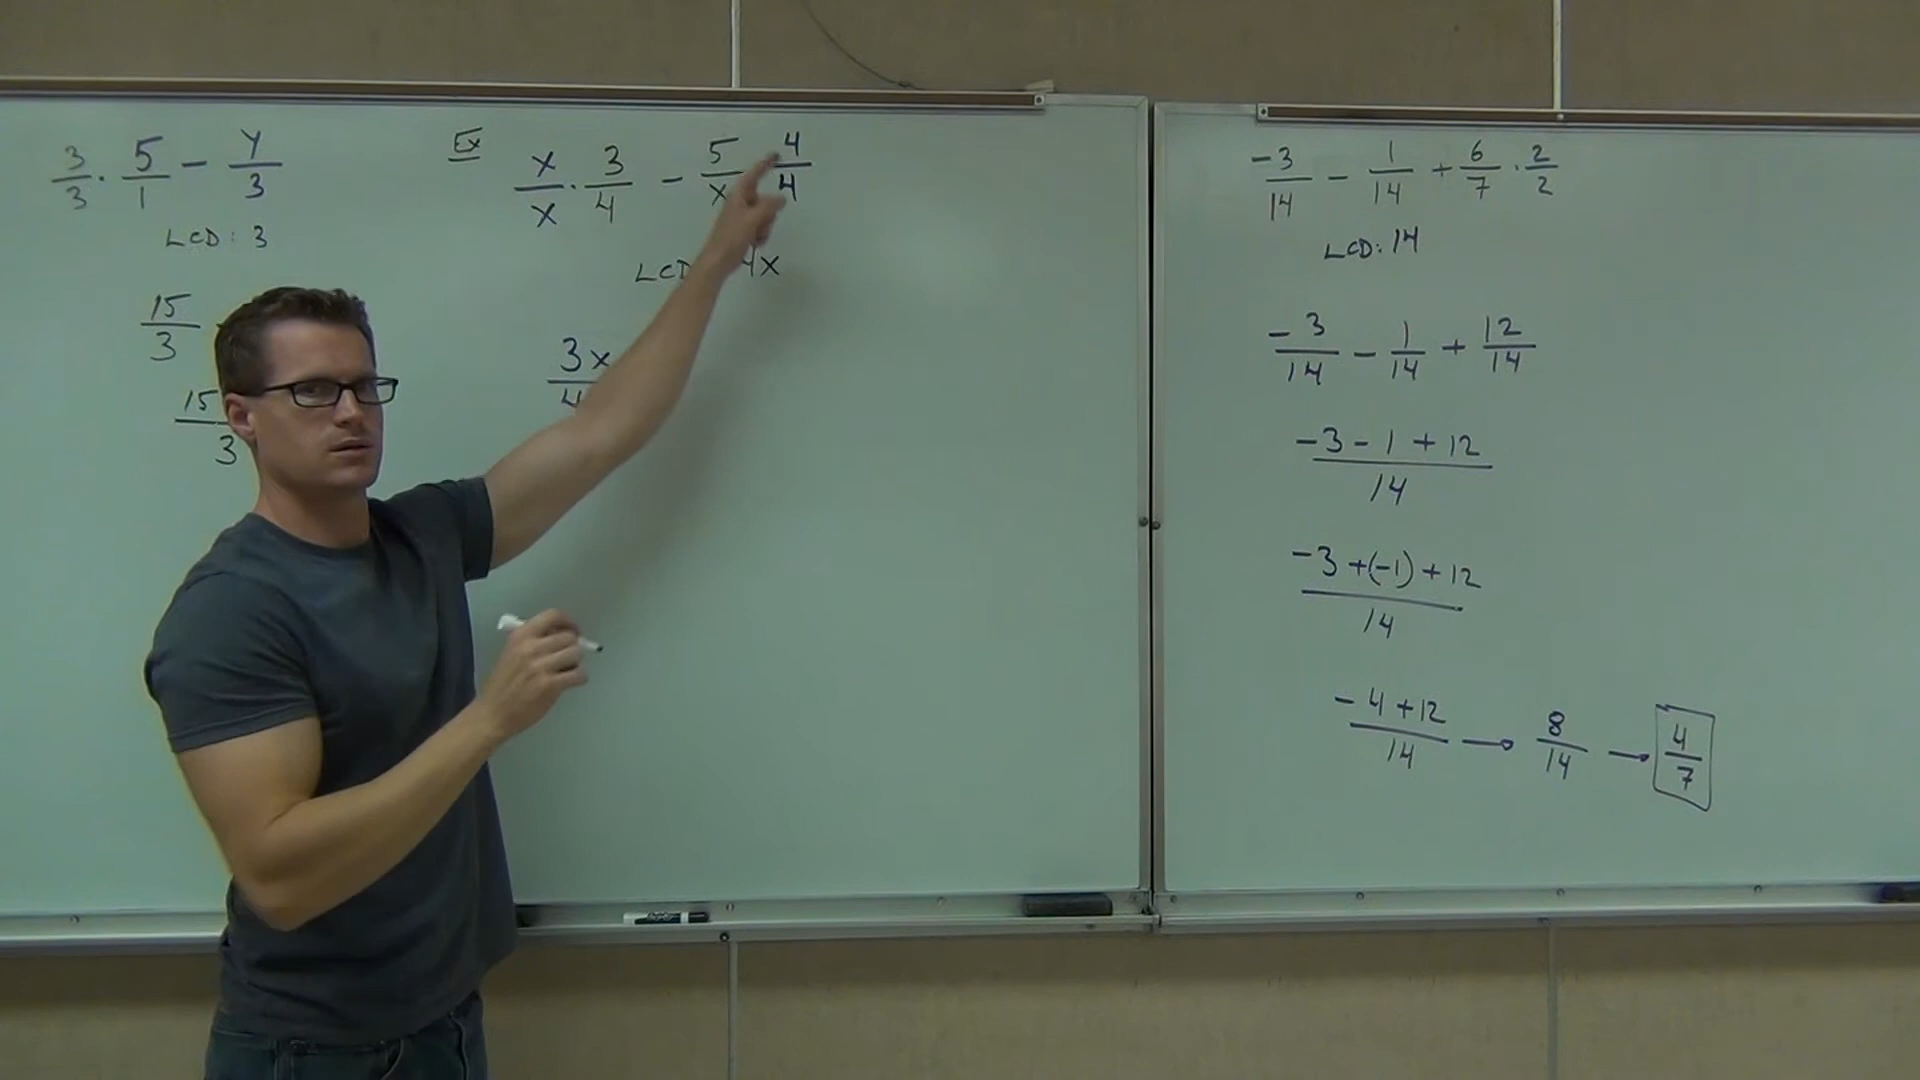 3/3 · 5/1 - y/3
LCD: 3
15/3
15
3
Ex
x/x · 3/4 - 5/x 4/4
LCD 4x
3x
-3/14 - 1/14 + 6/7 · 2/2
LCD: 14
-3/14 - 1/14 + 12/14
-3 - 1 + 12
14
-3 + (-1) + 12
14
-4 + 12/14 → 8/14 → 4/7